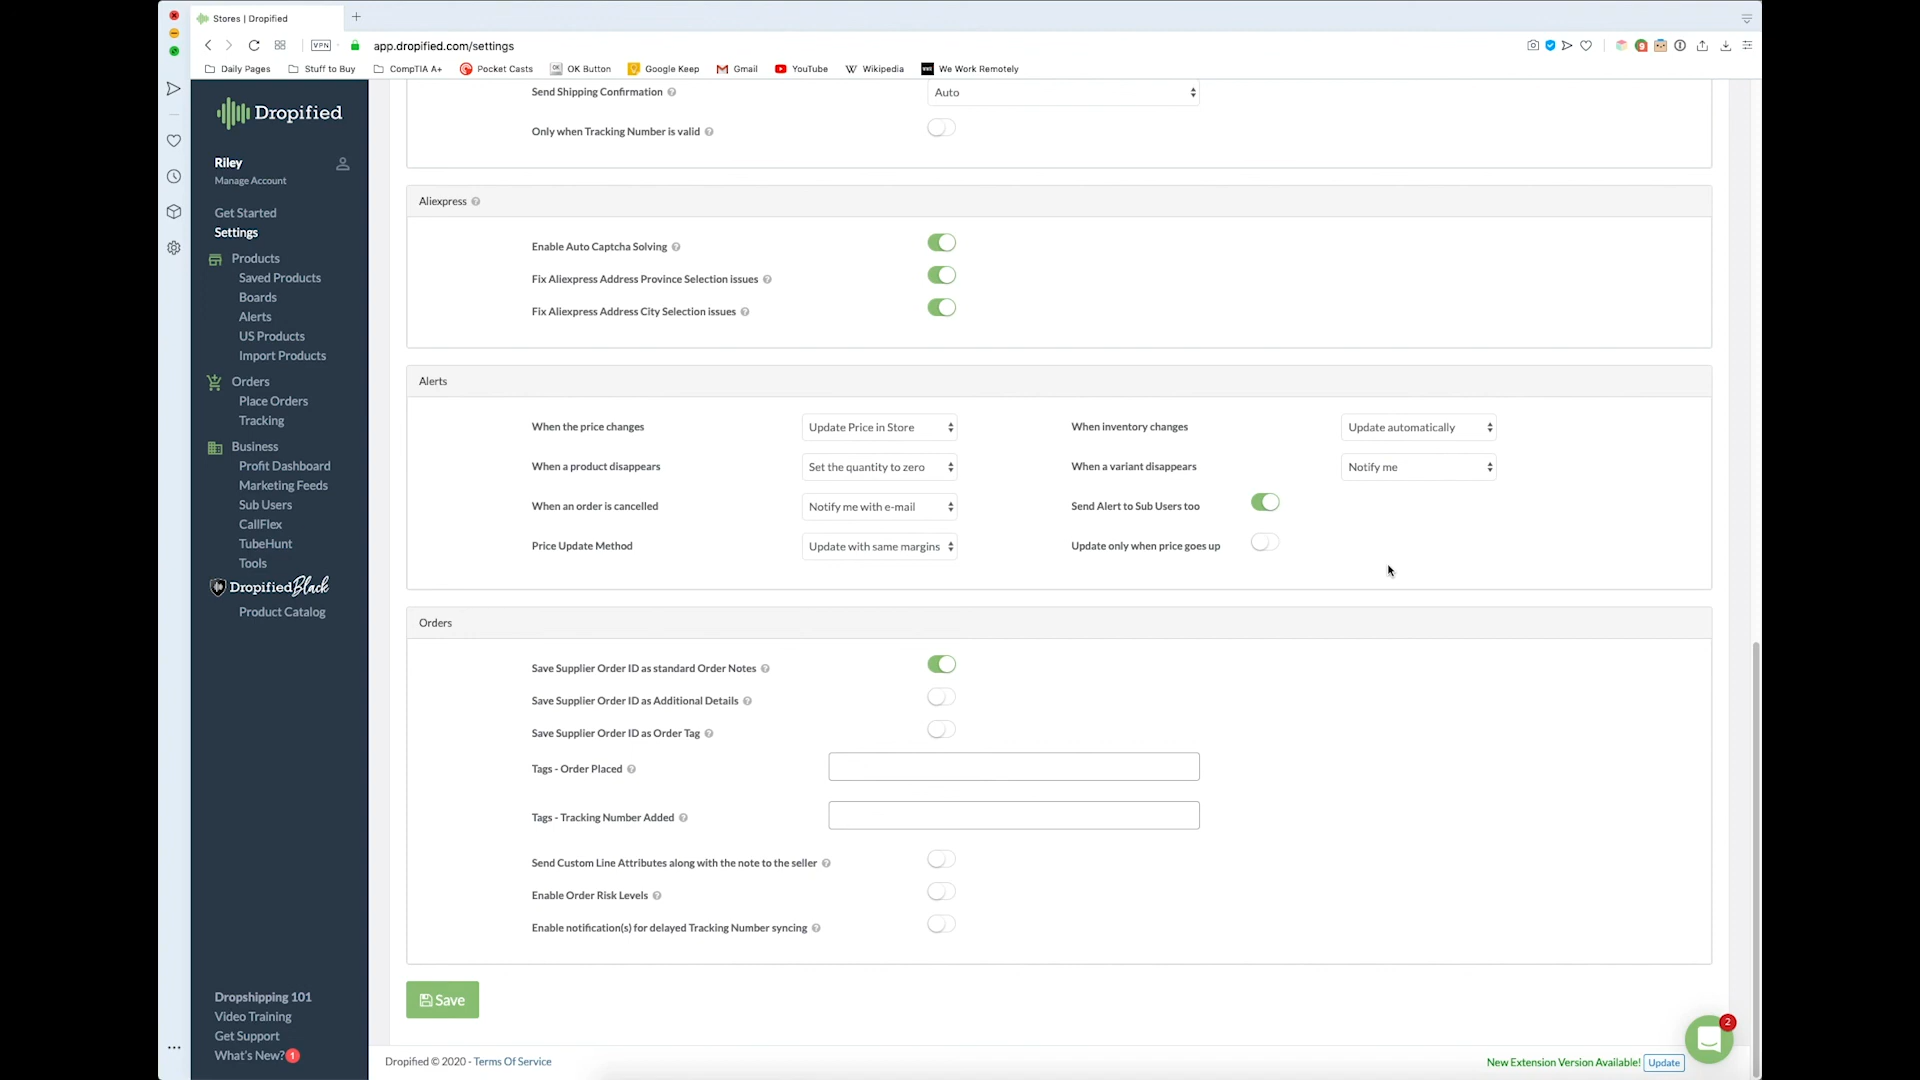 Stores | Dropified
VPN
app.dropified.com/settings
Daily Pages
Stuff to Buy
CompTIA A+
Pocket Casts
OK Button
Google Keep
Gmail
YouTube
Wikipedia
We Work Remotely
Dropified
Riley
Manage Account
Get Started
Settings
Products
Saved Products
Boards
Alerts
US Products
Import Products
Orders
Place Orders
Tracking
Business
Profit Dashboard
Marketing Feeds
Sub Users
CallFlex
TubeHunt
Tools
Dropified Black
Product Catalog
Dropshipping 101
Video Training
Get Support
What's New? 1
Send Shipping Confirmation ?
Auto
Only when Tracking Number is valid ?
Aliexpress ?
Enable Auto Captcha Solving ?
Fix Aliexpress Address Province Selection issues ?
Fix Aliexpress Address City Selection issues ?
Alerts
When the price changes
Update Price in Store
When inventory changes
Update automatically
When a product disappears
Set the quantity to zero
When a variant disappears
Notify me
When an order is cancelled
Notify me with e-mail
Send Alert to Sub Users too
Price Update Method
Update with same margins
Update only when price goes up
Orders
Save Supplier Order ID as standard Order Notes ?
Save Supplier Order ID as Additional Details ?
Save Supplier Order ID as Order Tag ?
Tags - Order Placed ?
Tags - Tracking Number Added ?
Send Custom Line Attributes along with the note to the seller ?
Enable Order Risk Levels ?
Enable notification(s) for delayed Tracking Number syncing ?
Save
2
Dropified © 2020 - Terms Of Service
New Extension Version Available! Update